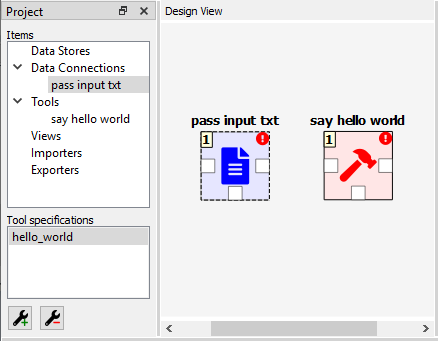 Project
Items
Data Stores
Data Connections
pass input txt
Tools
say hello world
Views
Importers
Exporters
Tool specifications
hello_world
Design View
pass input txt
say hello world
1
1